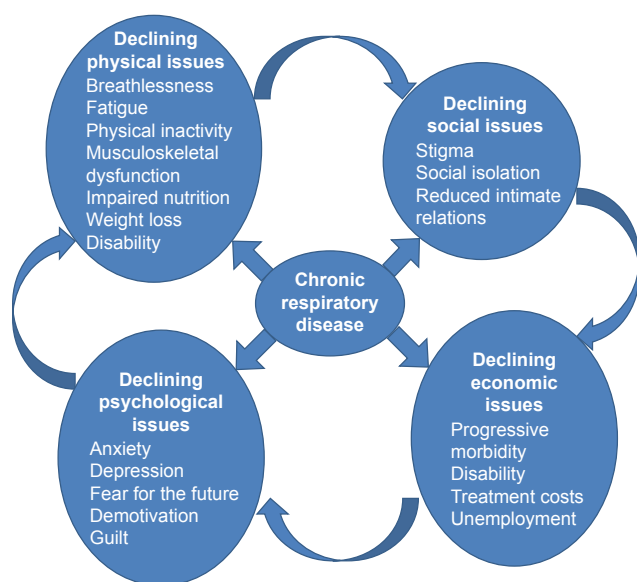 Declining
physical issues
Breathlessness
Fatigue
Physical inactivity
Musculoskeletal
dysfunction
Impaired nutrition
Weight loss
Disability
Declining
social issues
Stigma
Social isolation
Reduced intimate
relations
Chronic
respiratory
disease
Declining
psychological
issues
Anxiety
Depression
Fear for the future
Demotivation
Guilt
Declining
economic
issues
Progressive
morbidity
Disability
Treatment costs
Unemployment